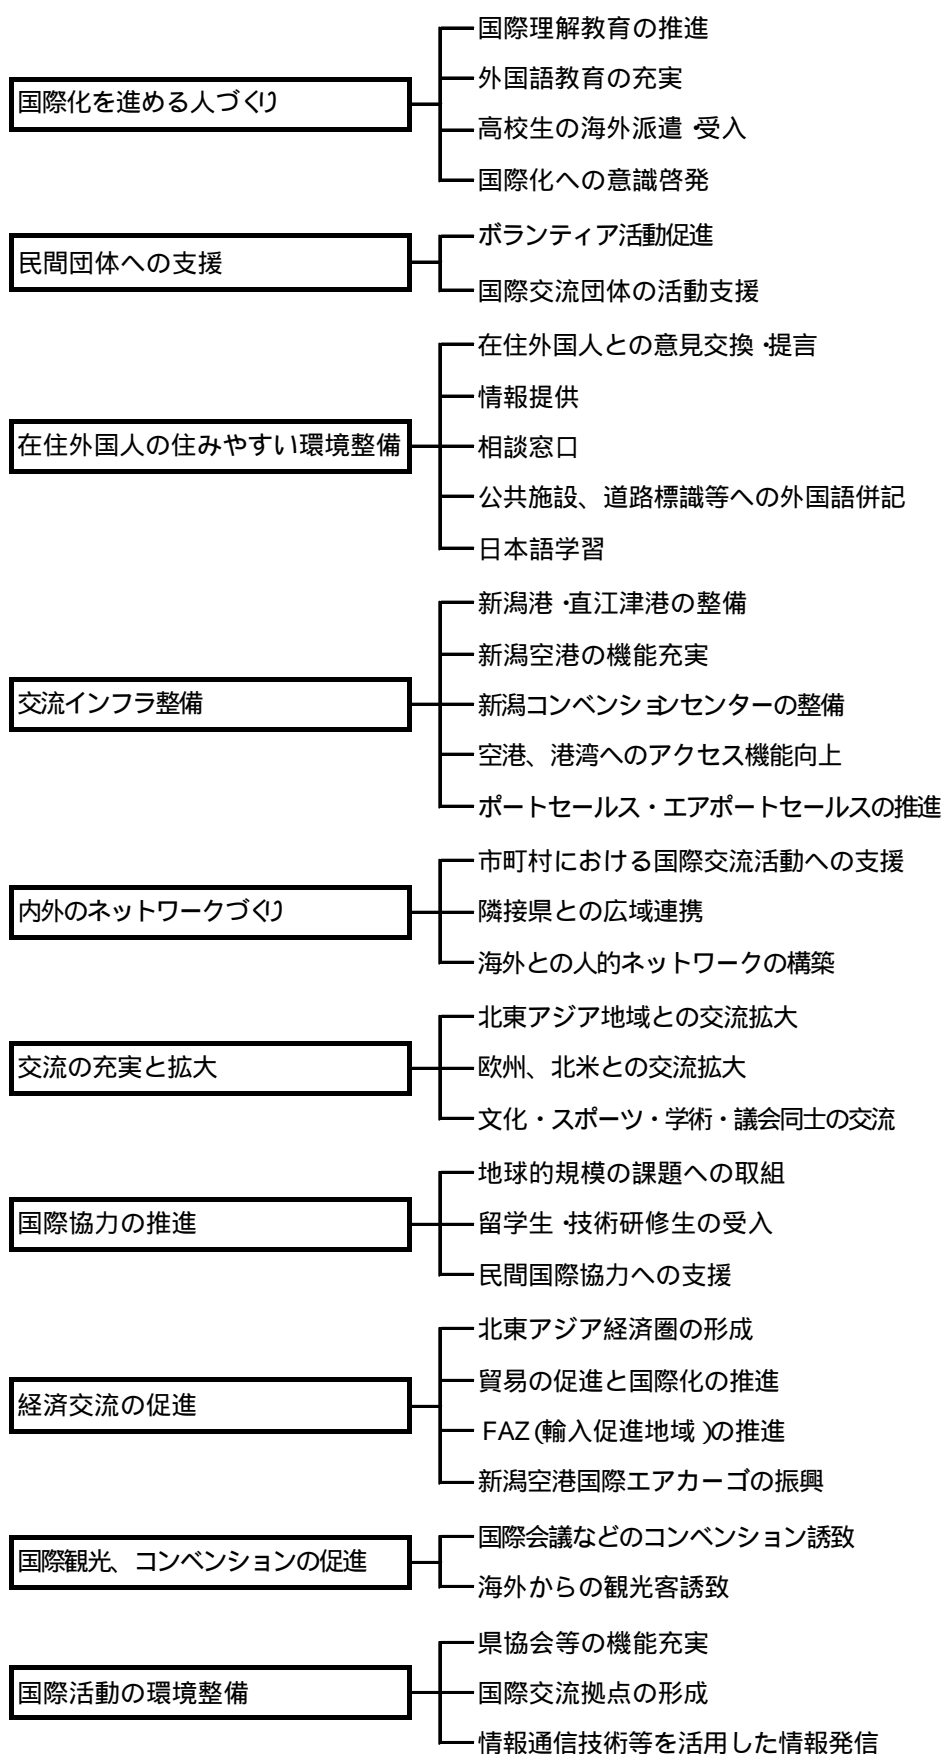 国際化を進める人づくり
国際理解教育の推進
外国語教育の充実
高校生の海外派遣・受入
国際化への意識啓発
民間団体への支援
ボランティア活動促進
国際交流団体の活動支援
在住外国人の住みやすい環境整備
在住外国人との意見交換・提言
情報提供
相談窓口
公共施設、道路標識等への外国語併記
日本語学習
交流インフラ整備
新潟港・直江津港の整備
新潟空港の機能充実
新潟コンベンションセンターの整備
空港、港湾へのアクセス機能向上
ポートセールス・エアポートセールスの推進
内外のネットワークづくり
市町村における国際交流活動への支援
隣接県との広域連携
海外との人的ネットワークの構築
交流の充実と拡大
北東アジア地域との交流拡大
欧州、北米との交流拡大
文化・スポーツ・学術・議会同士の交流
国際協力の推進
地球的規模の課題への取組
留学生・技術研修生の受入
民間国際協力への支援
経済交流の促進
北東アジア経済圏の形成
貿易の促進と国際化の推進
FAZ(輸入促進地域)の推進
新潟空港国際エアカーゴの振興
国際観光、コンベンションの促進
国際会議などのコンベンション誘致
海外からの観光客誘致
国際活動の環境整備
県協会等の機能充実
国際交流拠点の形成
情報通信技術等を活用した情報発信